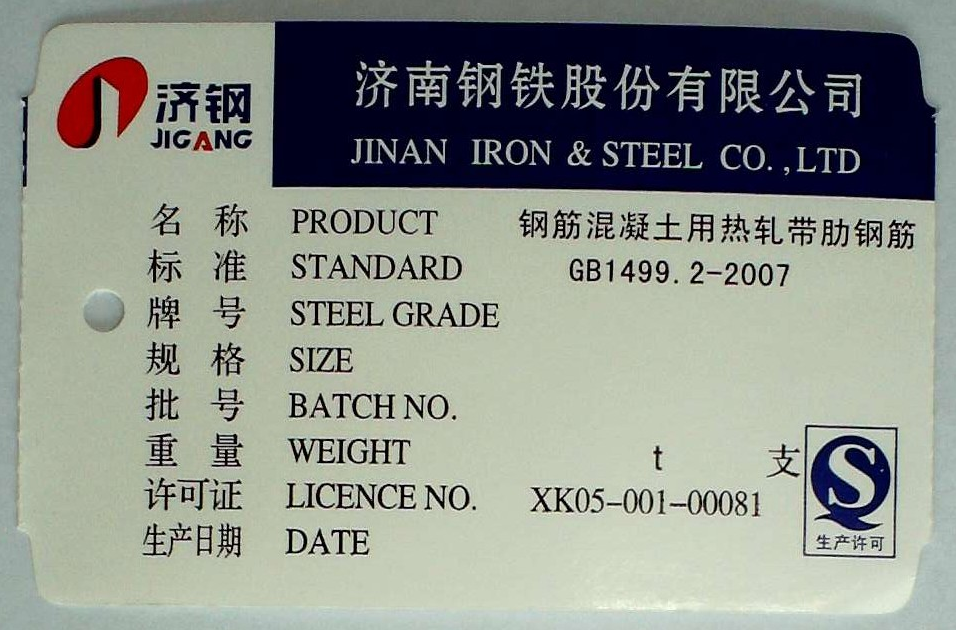 济钢
JIGANG
济南钢铁股份有限公司
JINAN IRON & STEEL CO.,LTD
名 称 PRODUCT 钢筋混凝土用热轧带肋钢筋
标 准 STANDARD GB1499.2-2007
牌 号 STEEL GRADE
规 格 SIZE
批 号 BATCH NO.
重 量 WEIGHT t 支
许可证 LICENCE NO. XK05-001-00081
生产日期 DATE
生产许可